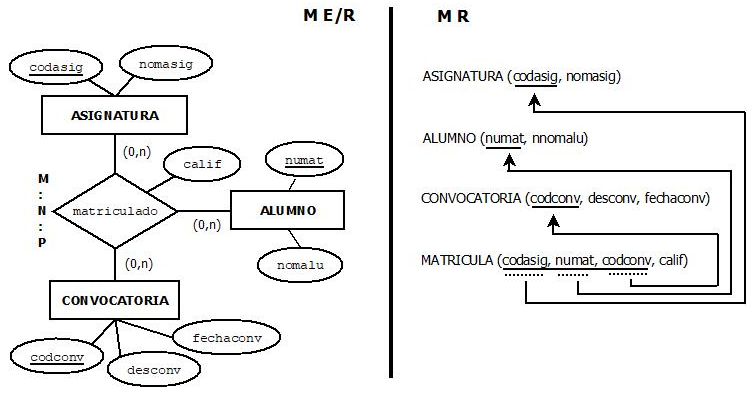 M E/R
codasig
nomasig
ASIGNATURA
(0,n)
calif
numat
M
:
N
:
P
matriculado
(0,n)
ALUMNO
nomalu
(0,n)
CONVOCATORIA
codconv
desconv
fechaconv
M R
ASIGNATURA (codasig, nomasig)
ALUMNO (numat, nnomalu)
CONVOCATORIA (codconv, desconv, fechaconv)
MATRICULA (codasig, numat, codconv, calif)